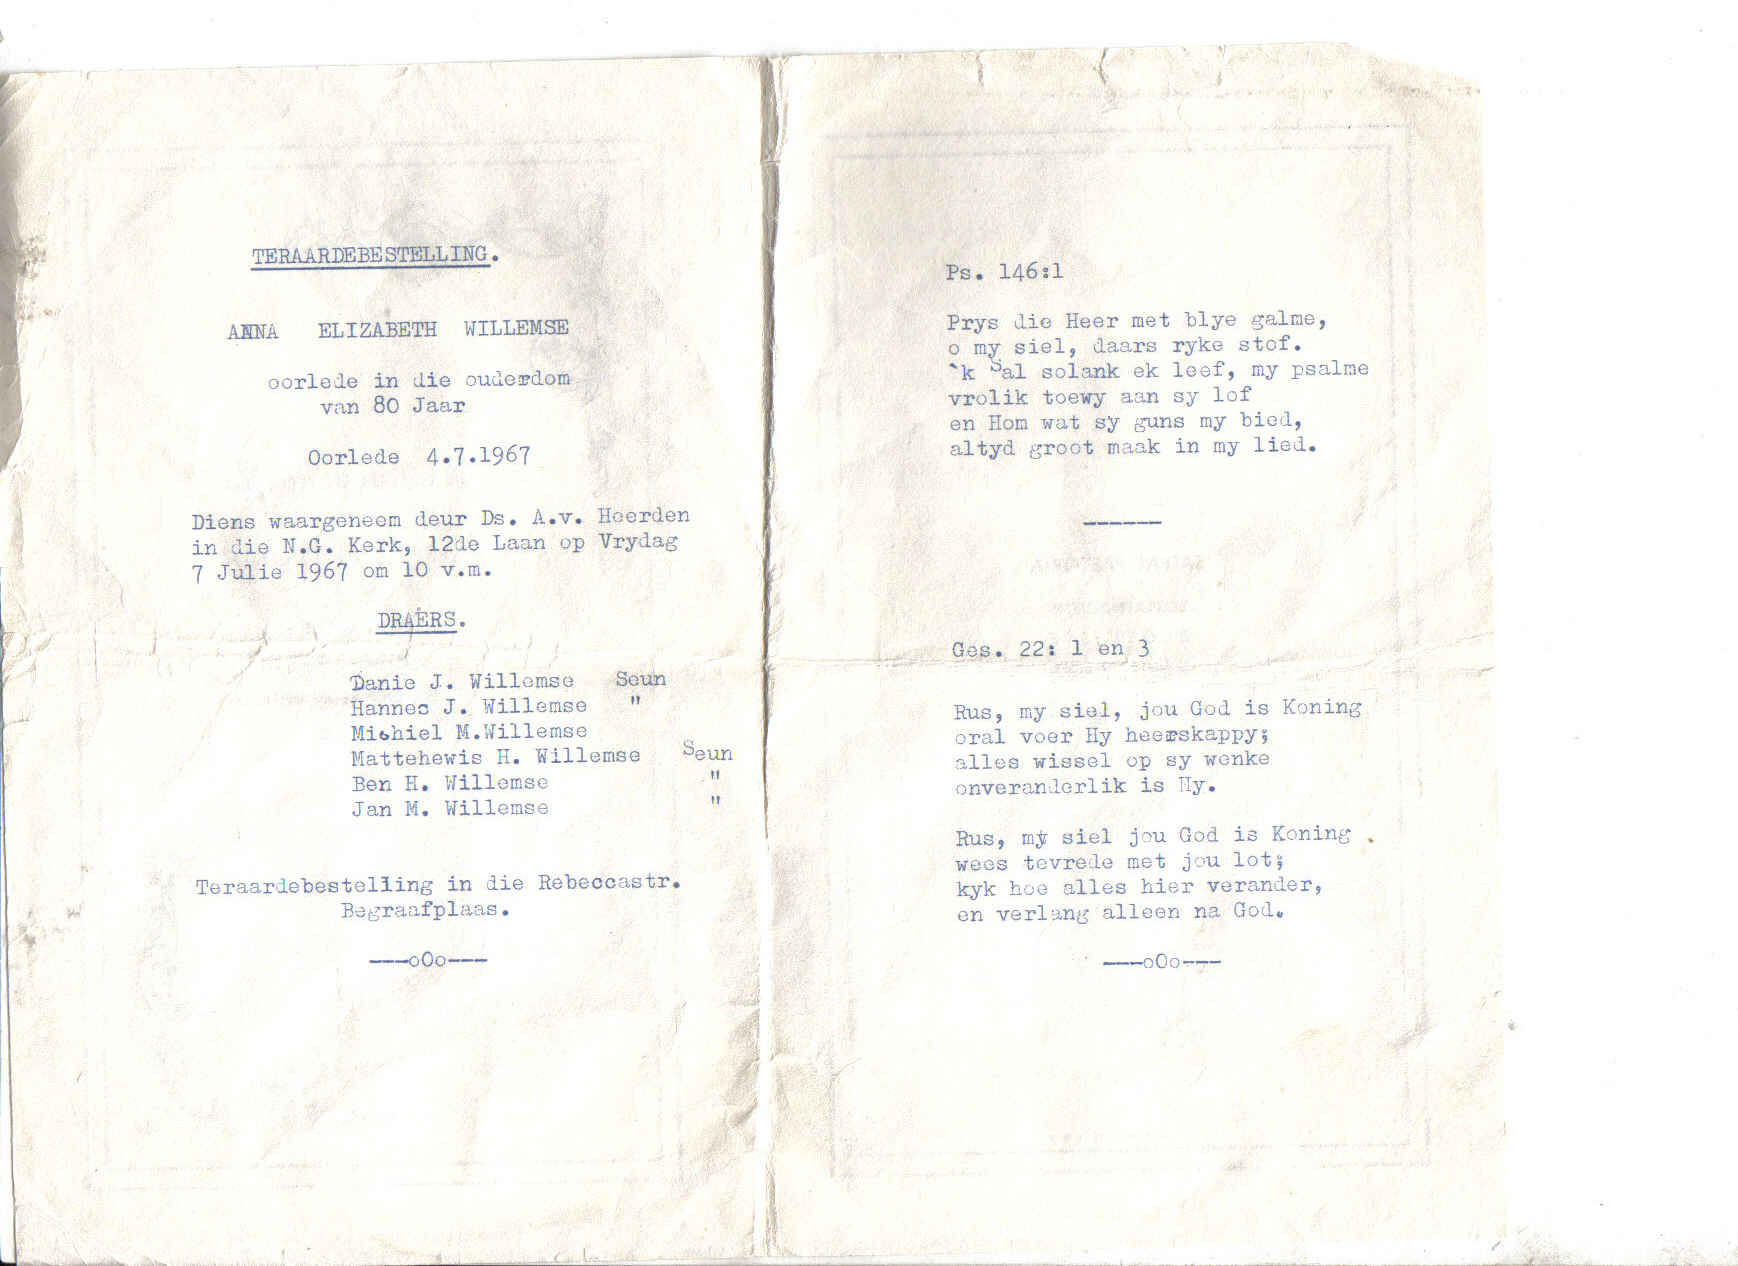 TERAARDEBESTELLING.
ANNA ELIZABETH WILLEMSE
oorlede in die ouderdom
van 80 Jaar
Oorlede 4.7.1967
Diens waargeneem deur Ds. A.v. Heerden
in die N.G. Kerk, 12de Laan op Vrydag
7 Julie 1967 om 10 v.m.
DRAËRS.
Danie J. Willemse Seun
Hannes J. Willemse "
Michiel M.Willemse
Mattehewis H. Willemse Seun
Ben H. Willemse "
Jan M. Willemse "
Teraardebestelling in die Rebeccastr.
Begraafplaas.
---oOo---
Ps. 146:1
Prys die Heer met blye galme,
o my siel, daars ryke stof.
`k Sal solank ek leef, my psalme
vrolik toewy aan sy lof
en Hom wat sy guns my bied,
altyd groot maak in my lied.
------
Ges. 22: 1 en 3
Rus, my siel, jou God is Koning
oral voer Hy heerskappy;
alles wissel op sy wenke
onveranderlik is Hy.
Rus, my siel jou God is Koning
wees tevrede met jou lot;
kyk hoe alles hier verander,
en verlang alleen na God.
---oOo---